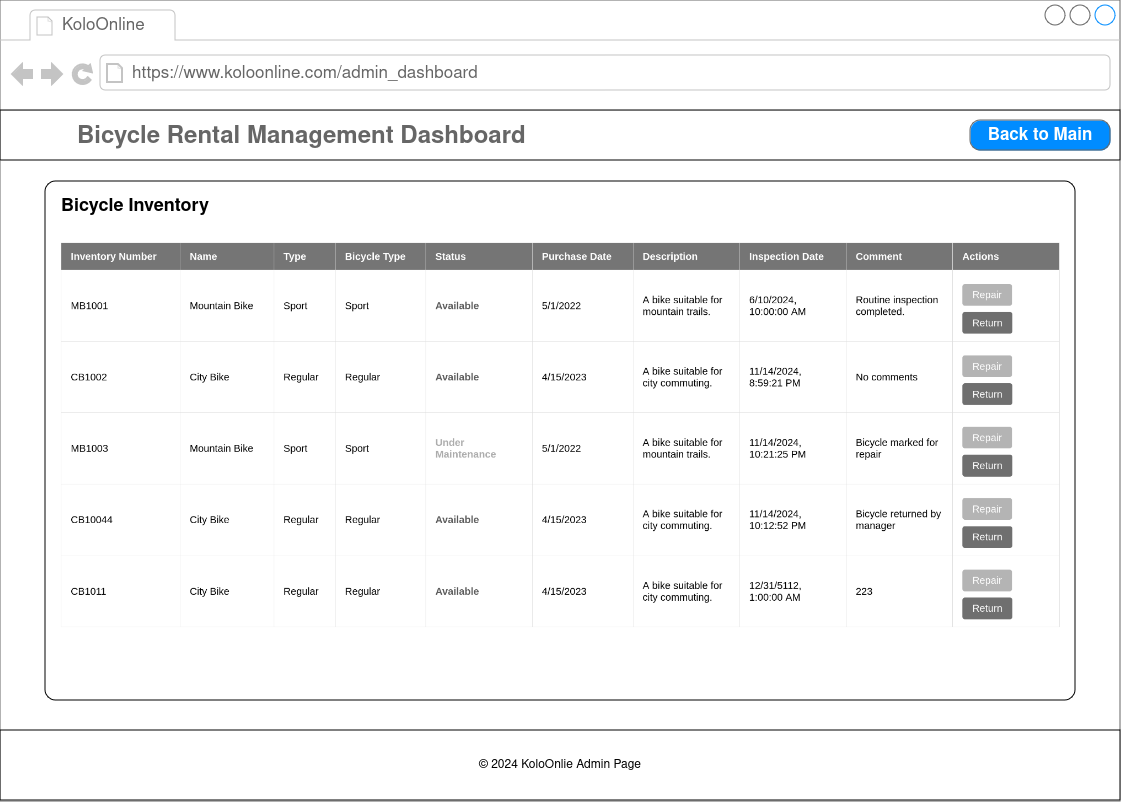 KoloOnline
https://www.koloonline.com/admin_dashboard
Bicycle Rental Management Dashboard
Back to Main
Bicycle Inventory
Inventory Number Name Type Bicycle Type Status Purchase Date Description Inspection Date Comment Actions
MB1001 Mountain Bike Sport Sport Available 5/1/2022 A bike suitable for mountain trails. 6/10/2024, 10:00:00 AM Routine inspection completed. Repair Return
CB1002 City Bike Regular Regular Available 4/15/2023 A bike suitable for city commuting. 11/14/2024, 8:59:21 PM No comments Repair Return
MB1003 Mountain Bike Sport Sport Under Maintenance 5/1/2022 A bike suitable for mountain trails. 11/14/2024, 10:21:25 PM Bicycle marked for repair Repair Return
CB10044 City Bike Regular Regular Available 4/15/2023 A bike suitable for city commuting. 11/14/2024, 10:12:52 PM Bicycle returned by manager Repair Return
CB1011 City Bike Regular Regular Available 4/15/2023 A bike suitable for city commuting. 12/31/5112, 1:00:00 AM 223 Repair Return
© 2024 KoloOnlie Admin Page